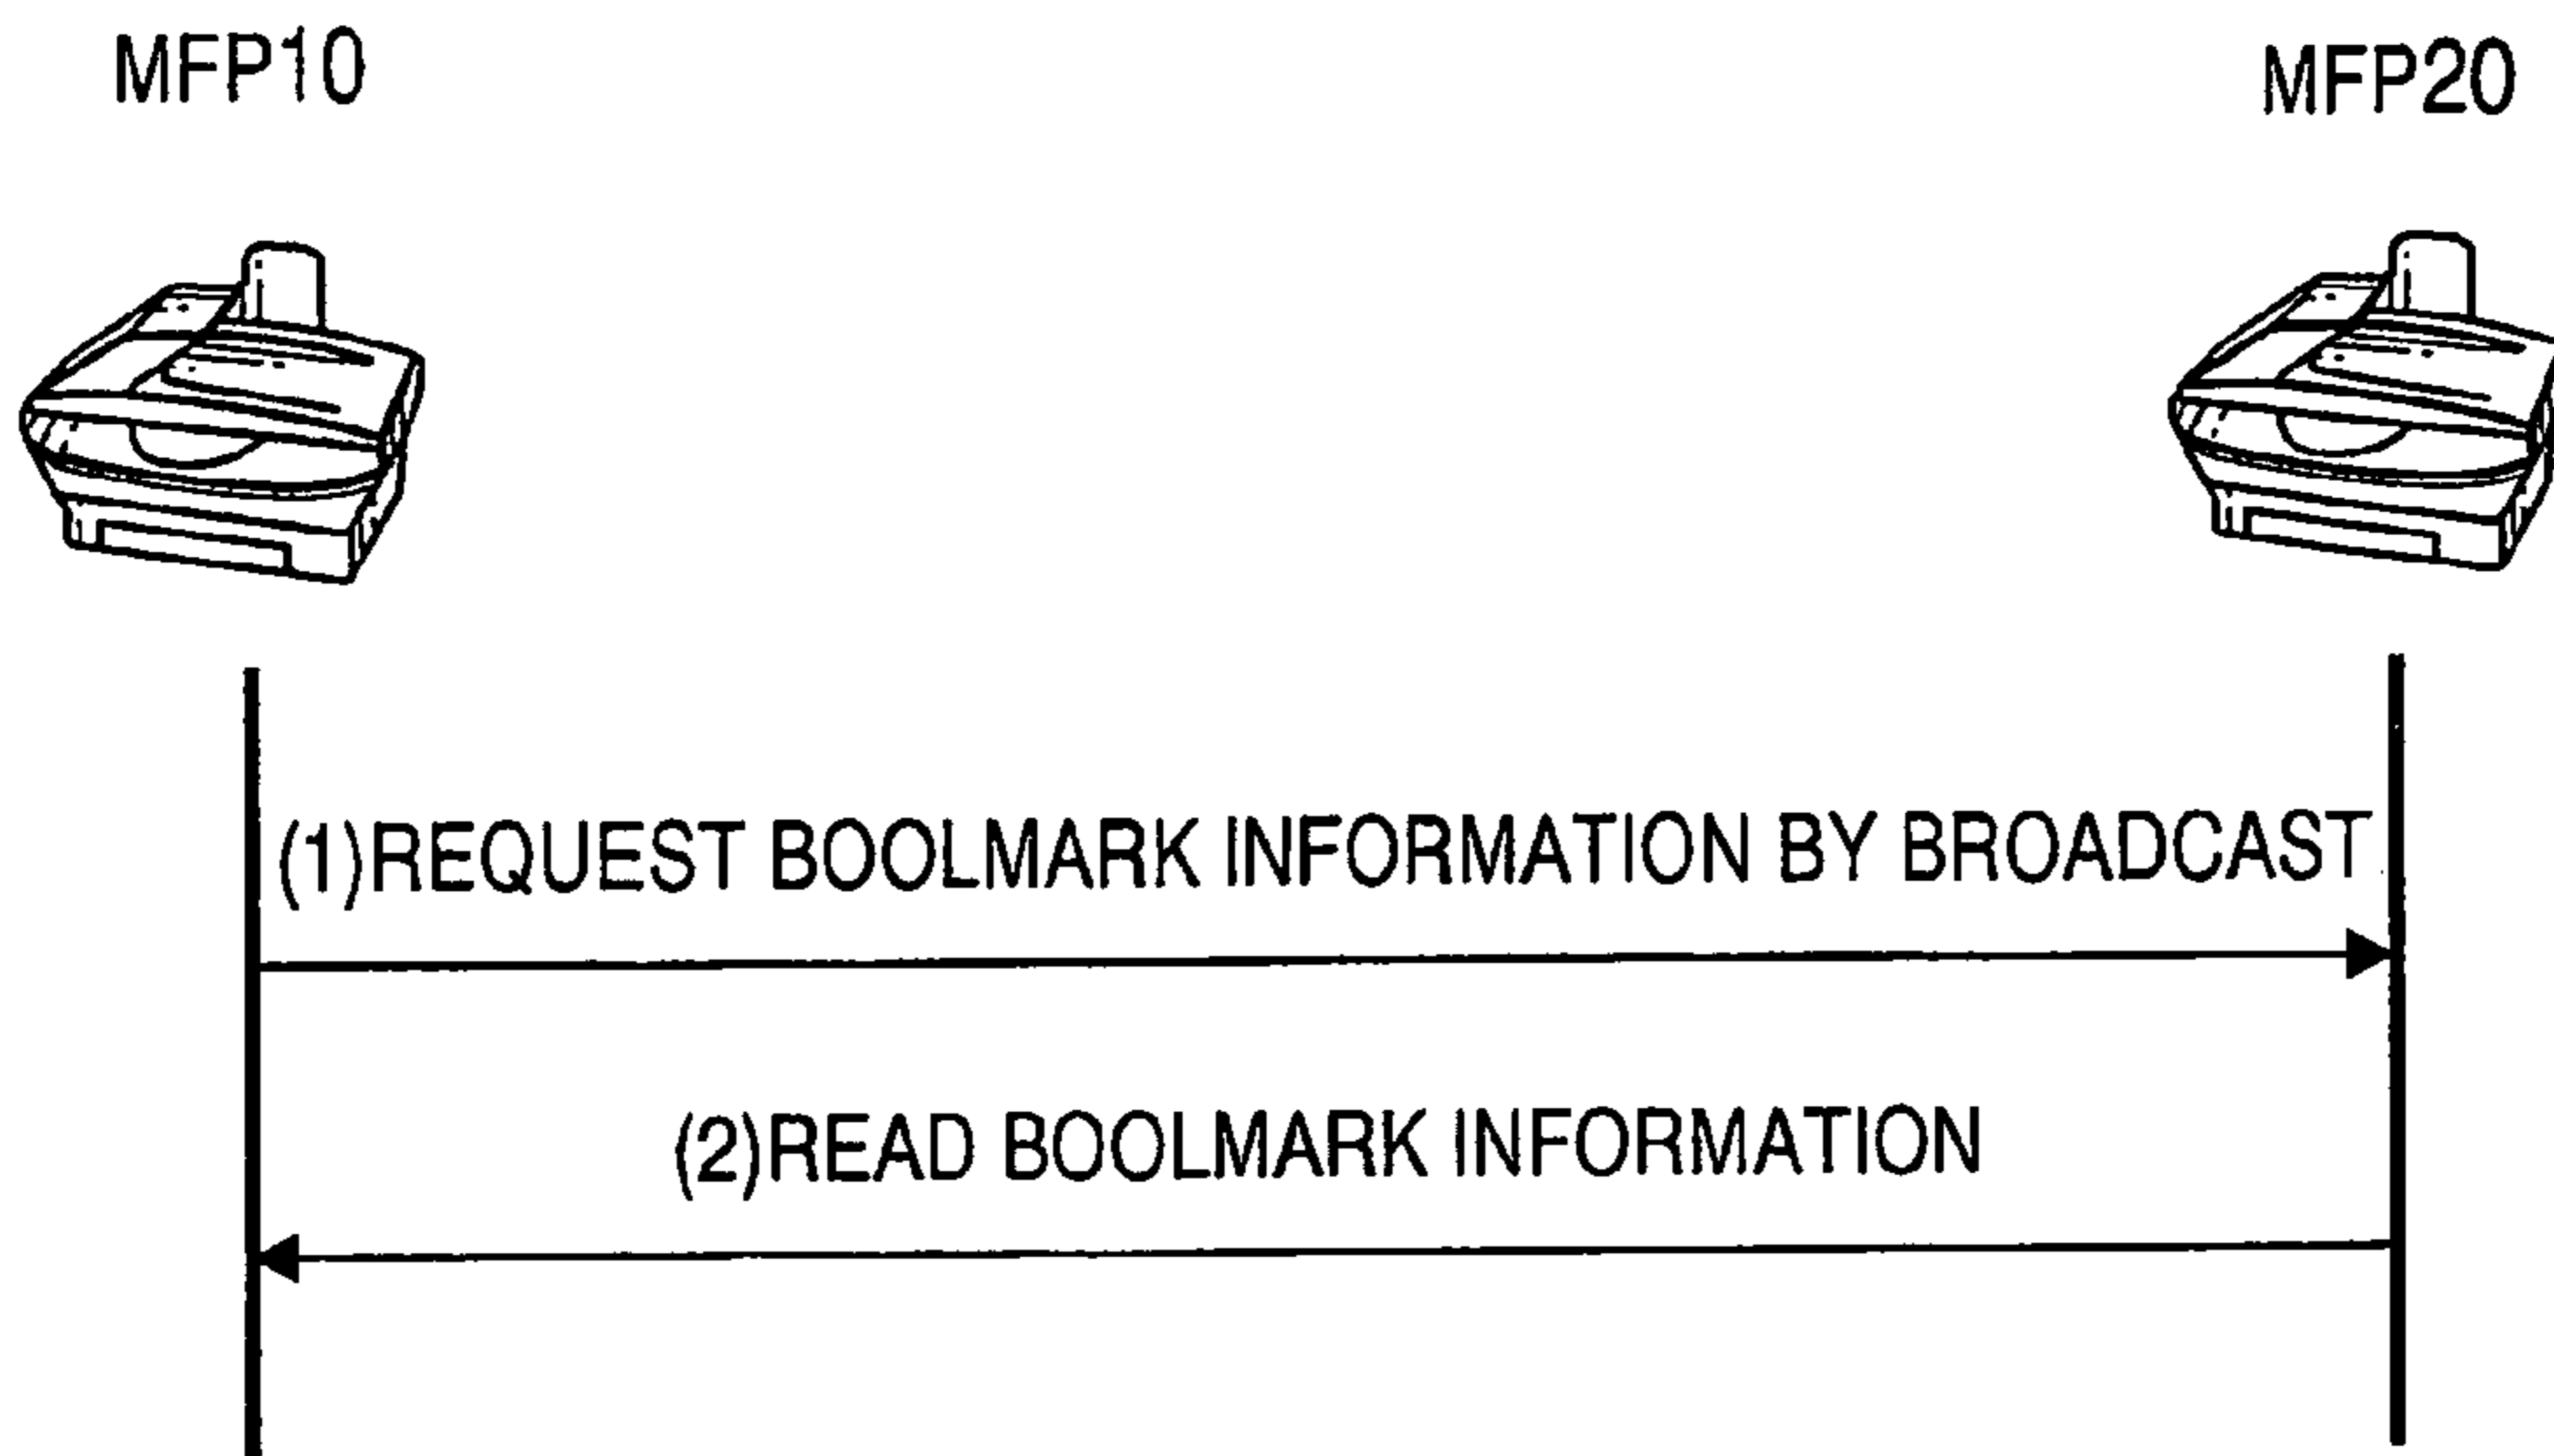 MFP10
MFP20
(1)REQUEST BOOLMARK INFORMATION BY BROADCAST
(2)READ BOOLMARK INFORMATION